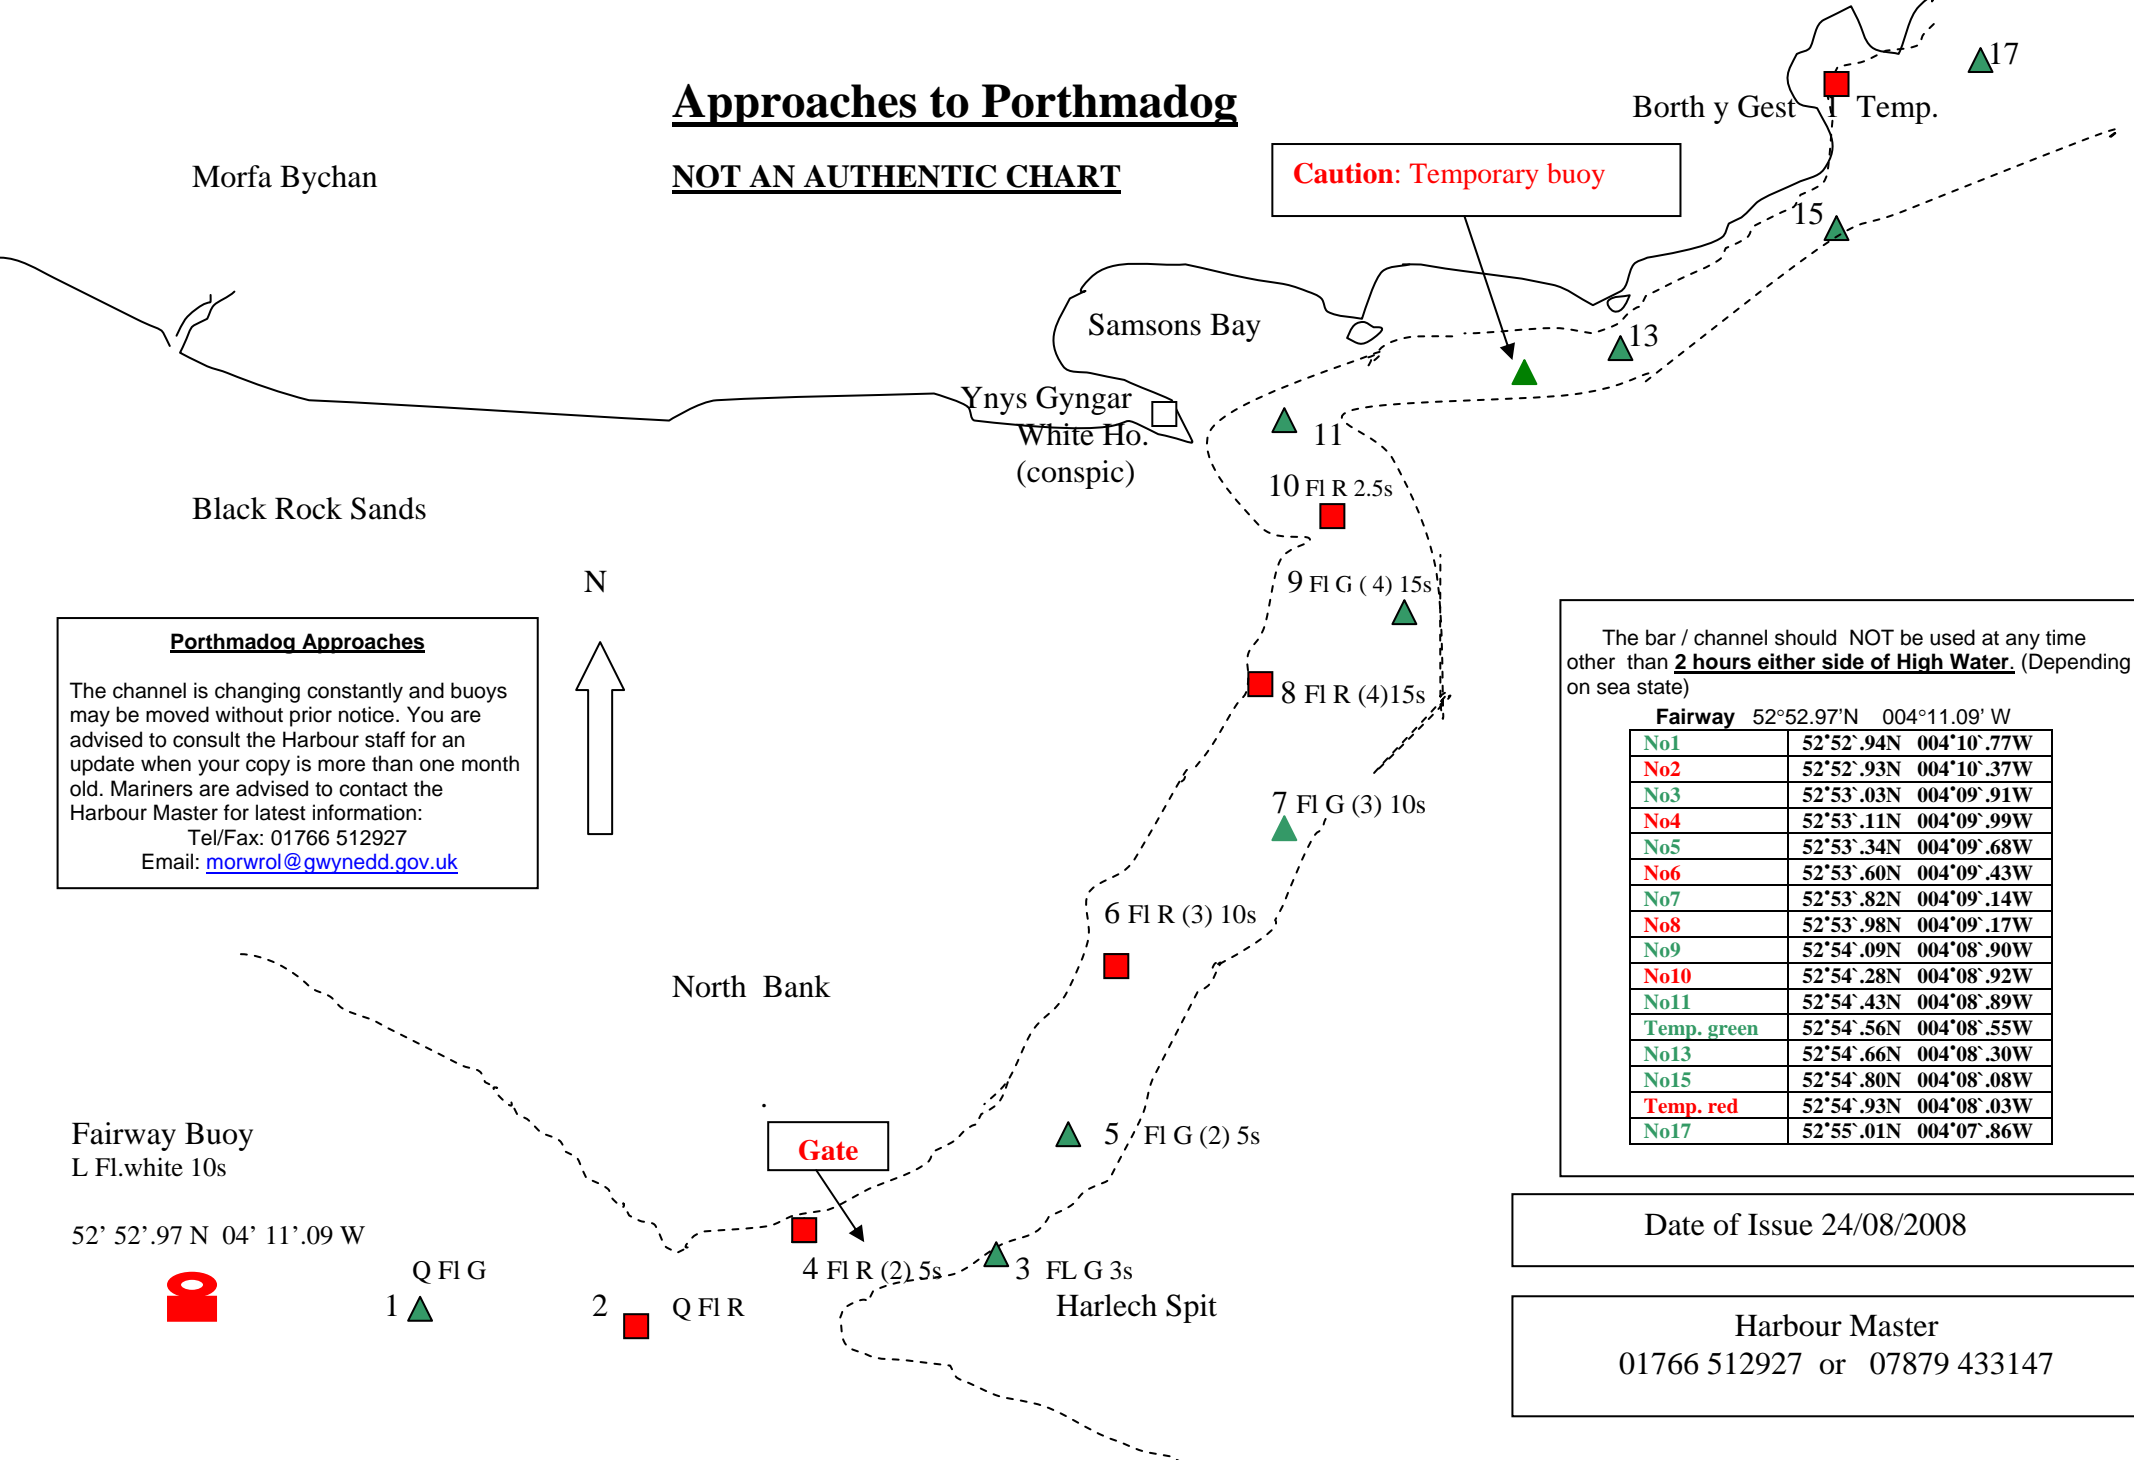 Approaches to Porthmadog
NOT AN AUTHENTIC CHART
17
Borth y Gest
1 Temp.
Morfa Bychan
Caution: Temporary buoy
15
Samsons Bay
13
Ynys Gyngar
White Ho.
(conspic)
11
10 Fl R 2.5s
Black Rock Sands
N
9 Fl G ( 4) 15s
8 Fl R (4)15s
7 Fl G (3) 10s
6 Fl R (3) 10s
North Bank
5 Fl G (2) 5s
Gate
4 Fl R (2) 5s
3 FL G 3s
Harlech Spit
Fairway Buoy
L Fl.white 10s
52’ 52’.97 N 04’ 11’.09 W
Q Fl G
1
2
Q Fl R
Porthmadog Approaches
The channel is changing constantly and buoys
may be moved without prior notice. You are
advised to consult the Harbour staff for an
update when your copy is more than one month
old. Mariners are advised to contact the
Harbour Master for latest information:
Tel/Fax: 01766 512927
Email: morwrol@gwynedd.gov.uk
The bar / channel should NOT be used at any time
other than 2 hours either side of High Water. (Depending
on sea state)
Fairway 52°52.97’N 004°11.09’ W
No1 52•52`.94N 004•10`.77W
No2 52•52`.93N 004•10`.37W
No3 52•53`.03N 004•09`.91W
No4 52•53`.11N 004•09`.99W
No5 52•53`.34N 004•09`.68W
No6 52•53`.60N 004•09`.43W
No7 52•53`.82N 004•09`.14W
No8 52•53`.98N 004•09`.17W
No9 52•54`.09N 004•08`.90W
No10 52•54`.28N 004•08`.92W
No11 52•54`.43N 004•08`.89W
Temp. green 52•54`.56N 004•08`.55W
No13 52•54`.66N 004•08`.30W
No15 52•54`.80N 004•08`.08W
Temp. red 52•54`.93N 004•08`.03W
No17 52•55`.01N 004•07`.86W
Date of Issue 24/08/2008
Harbour Master
01766 512927 or 07879 433147